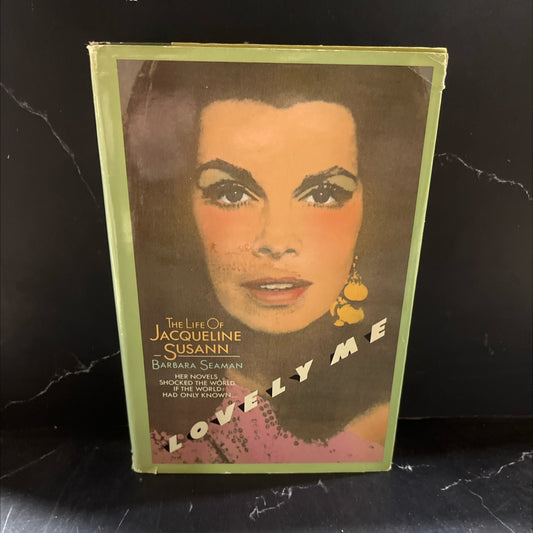 THE LIFE OF
JACQUELINE
SUSANN
BARBARA SEAMAN
HER NOVELS
SHOCKED THE WORLD.
IF THE WORLD
HAD ONLY KNOWN...
LOVELY ME